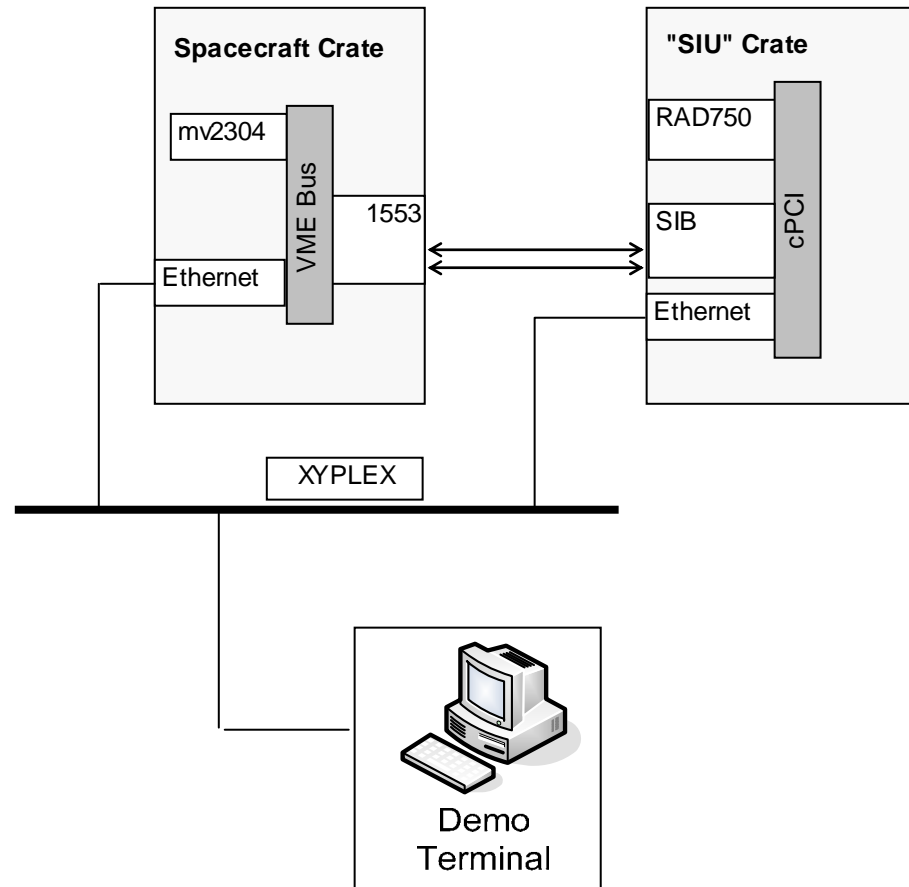 Spacecraft Crate
mv2304
VME Bus
1553
Ethernet
"SIU" Crate
RAD750
SIB
cPCI
Ethernet
XYPLEX
Demo
Terminal